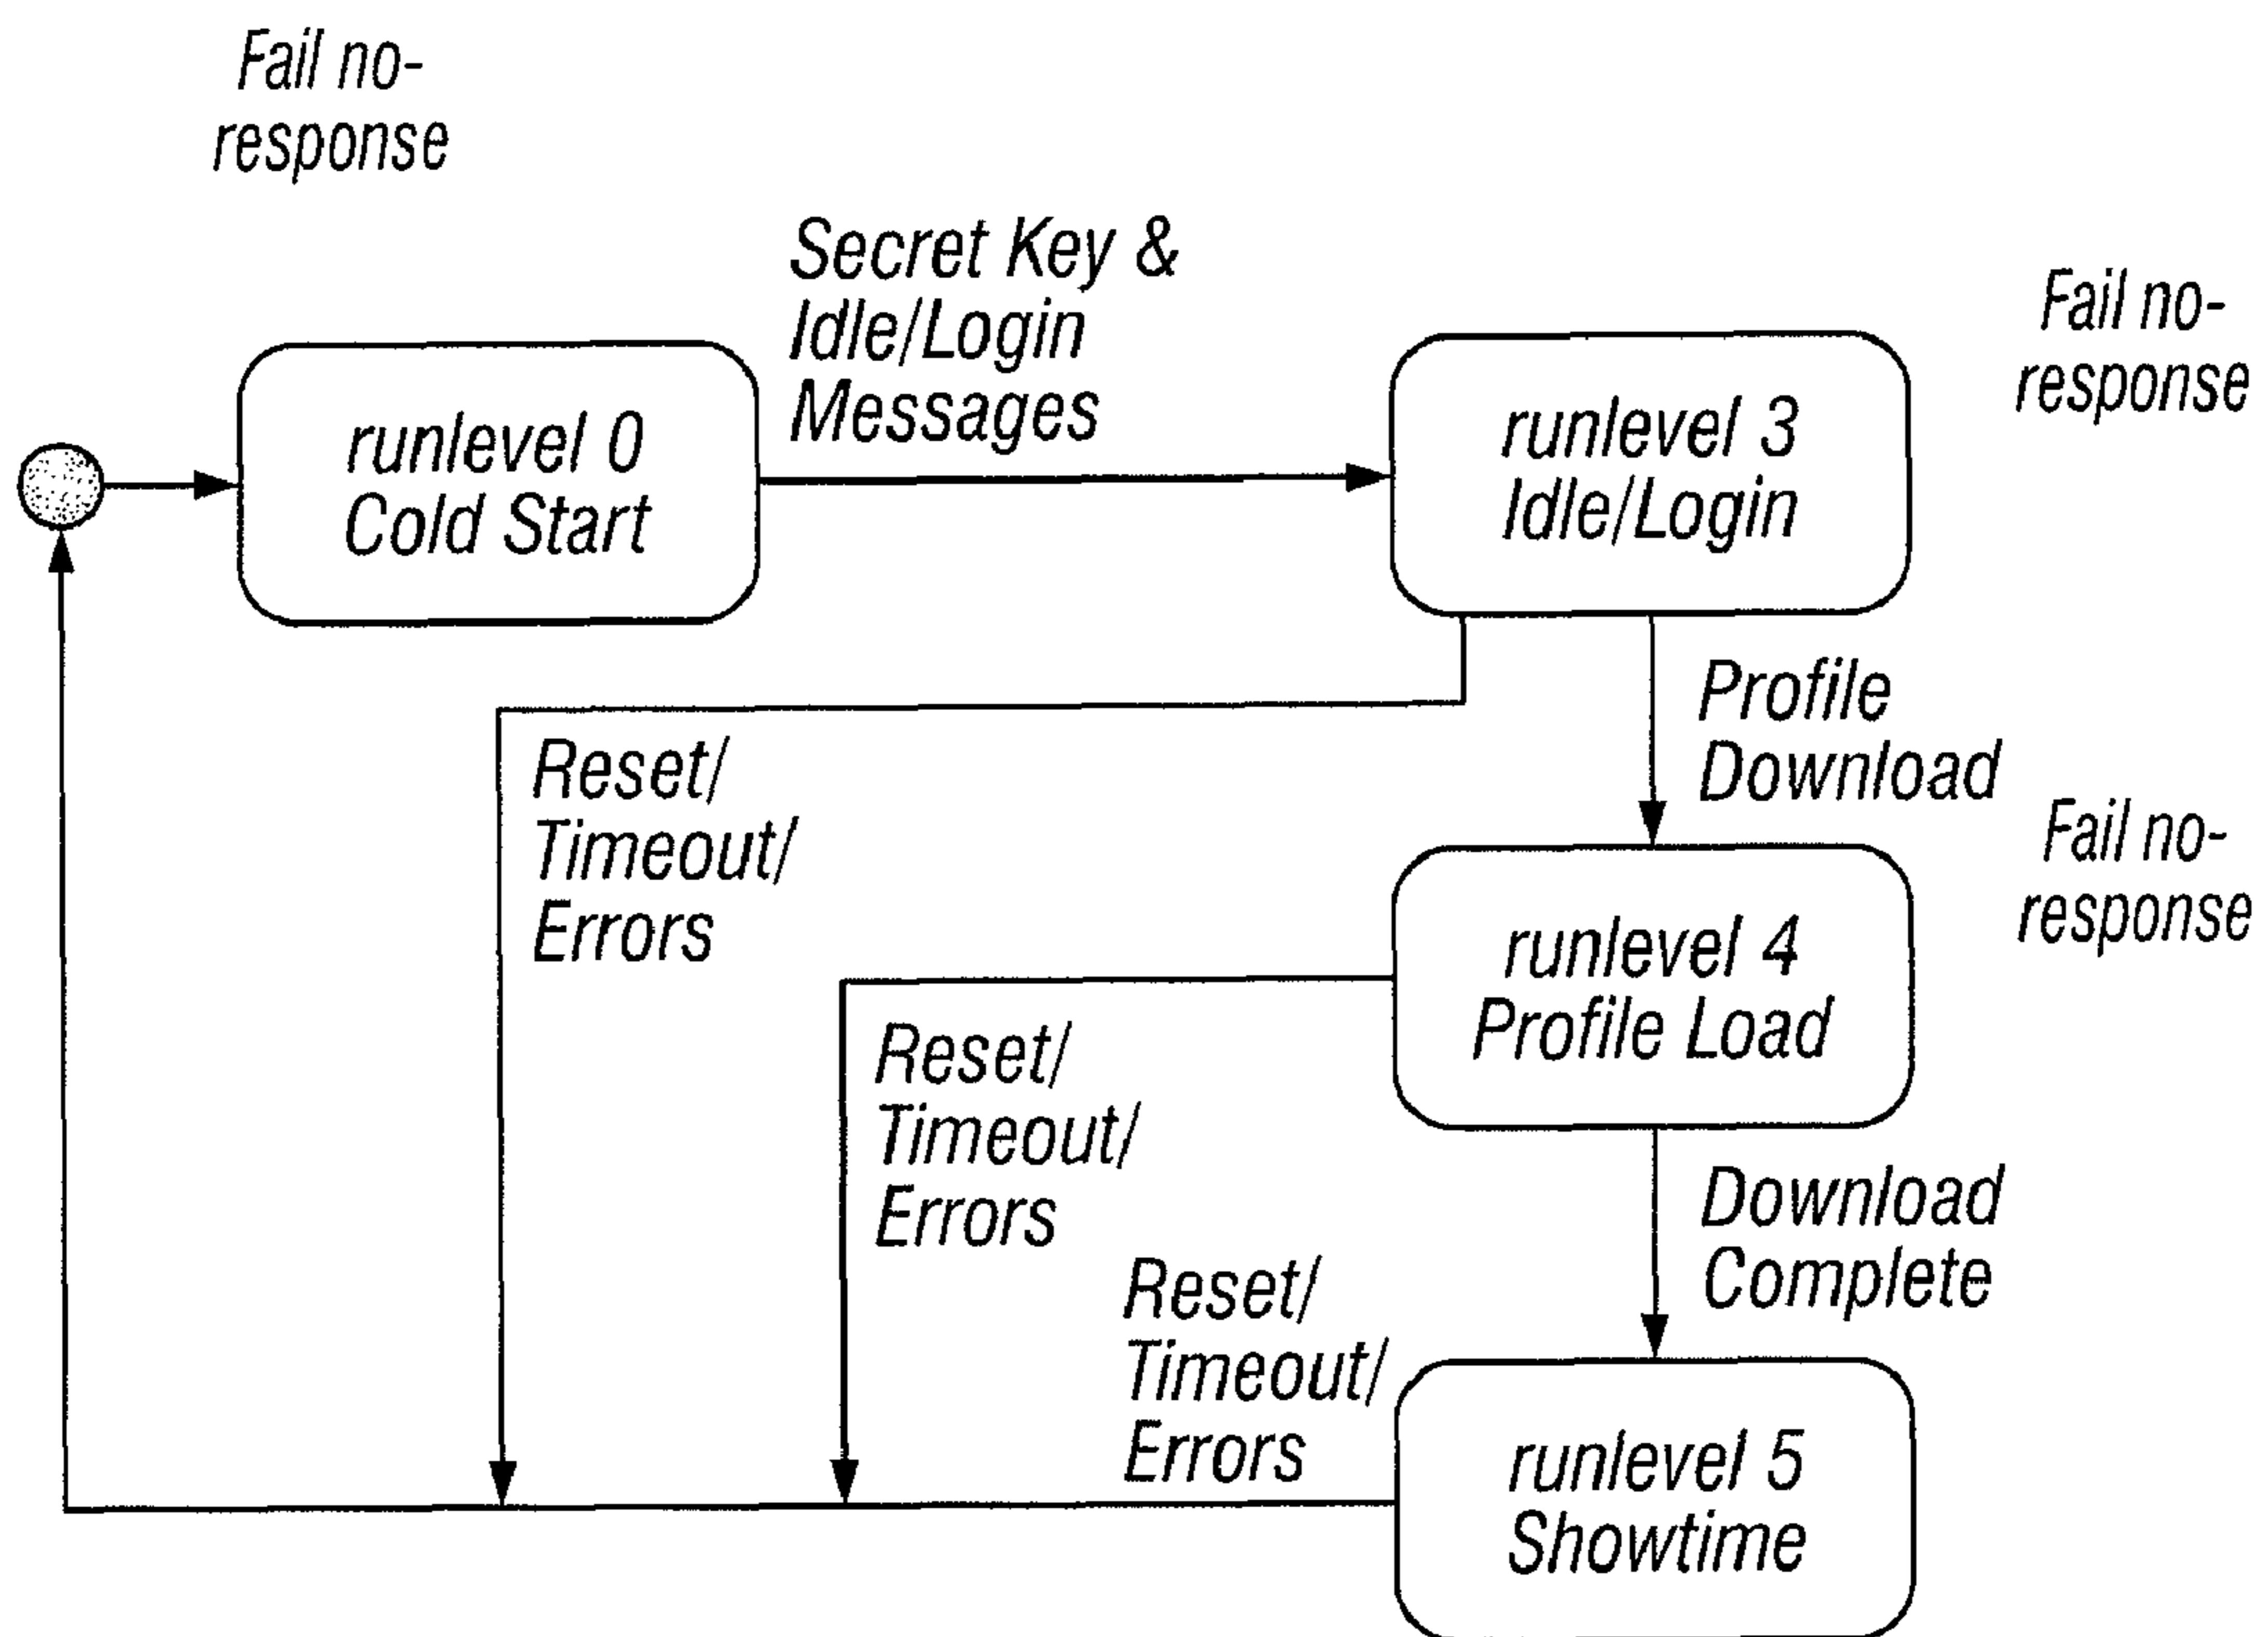 Fail no-
response
Secret Key &
Idle/Login
Messages
Fail no-
response
runlevel 0
Cold Start
runlevel 3
Idle/Login
Profile
Download
Reset/
Timeout/
Errors
Fail no-
response
runlevel 4
Profile Load
Reset/
Timeout/
Errors
Download
Complete
Reset/
Timeout/
Errors
runlevel 5
Showtime